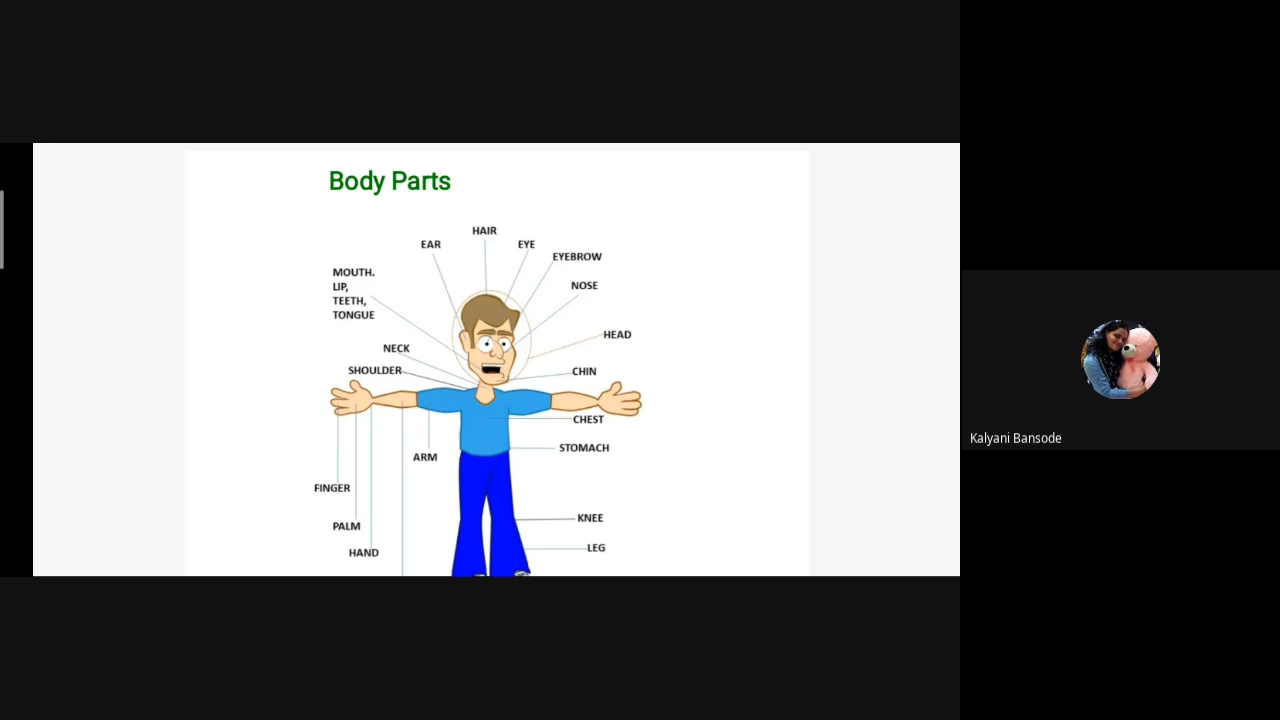 Body Parts
HAIR
EAR
EYE
EYEBROW
MOUTH.
LIP,
TEETH,
TONGUE
NOSE
HEAD
NECK
SHOULDER
CHIN
CHEST
STOMACH
ARM
FINGER
PALM
HAND
KNEE
LEG
Kalyani Bansode